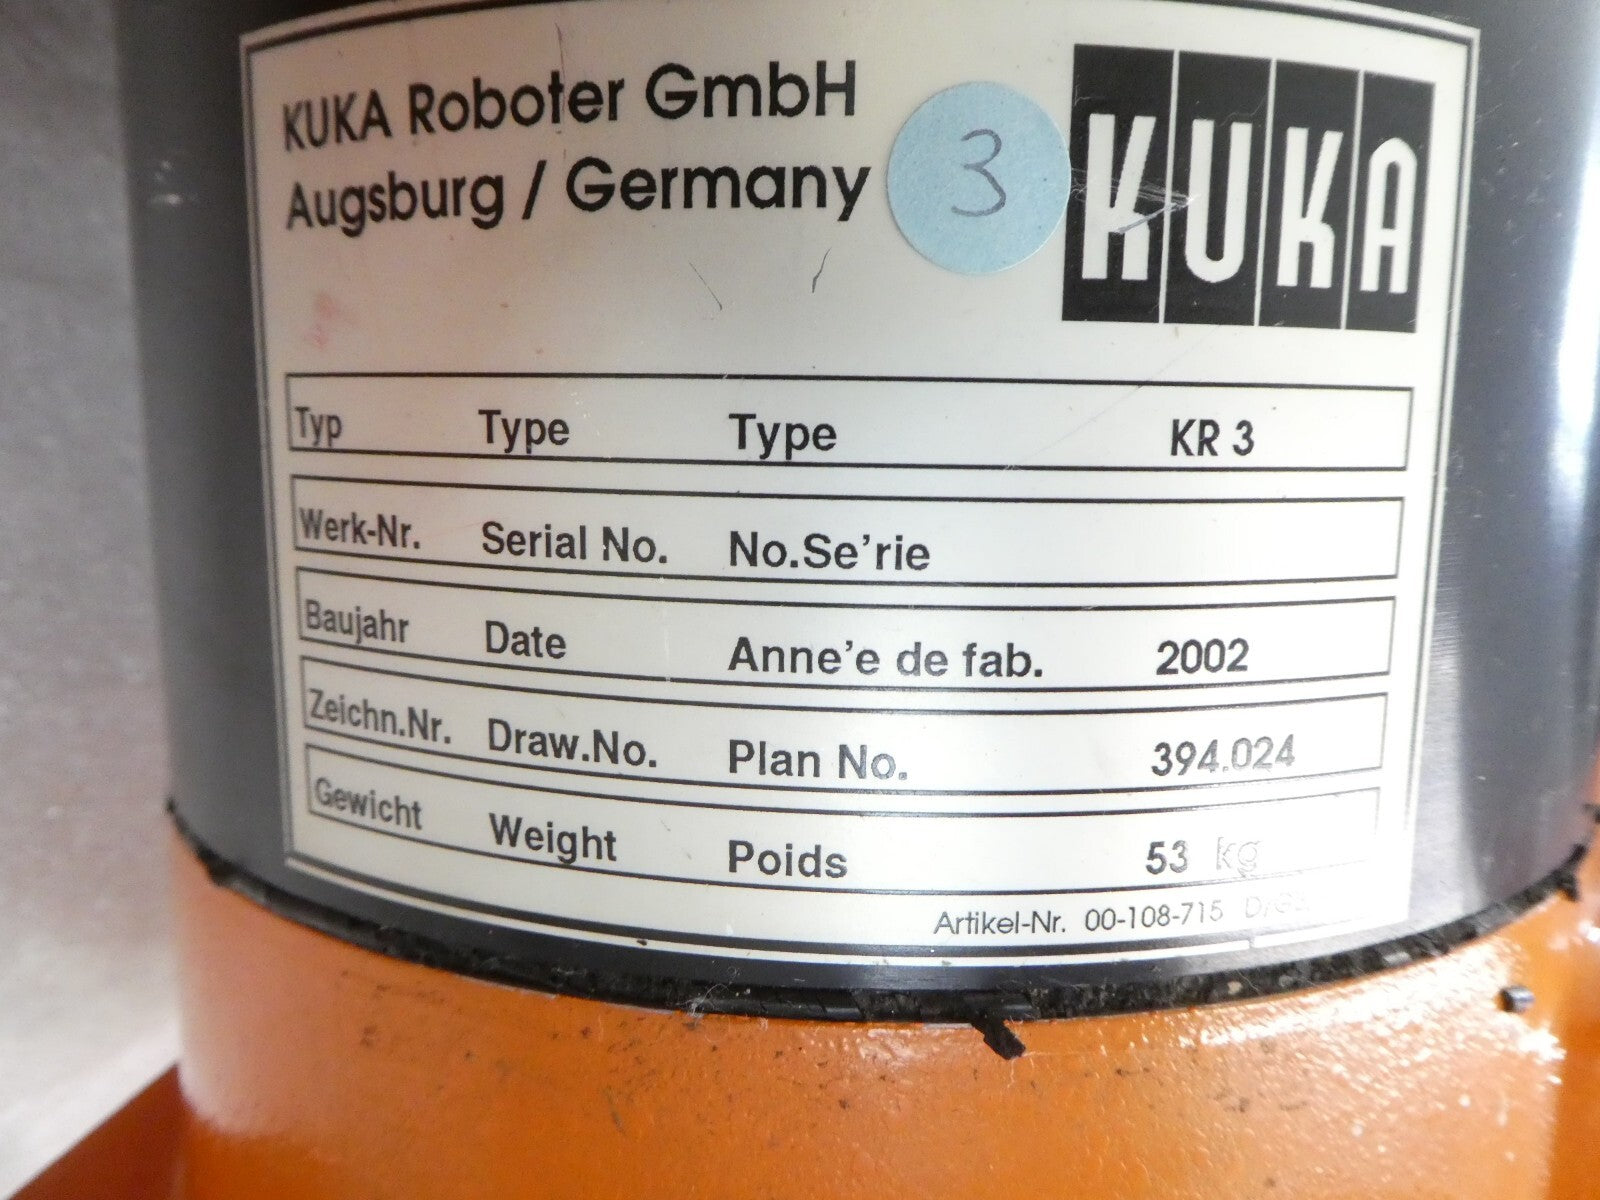 KUKA Roboter GmbH
Augsburg / Germany
3
KUKA
Typ Type Type KR 3
Werk-Nr. Serial No. No.Se'rie
Baujahr Date Anne'e de fab. 2002
Zeichn.Nr. Draw.No. Plan No. 394.024
Gewicht Weight Poids 53 kg
Artikel-Nr. 00-108-715